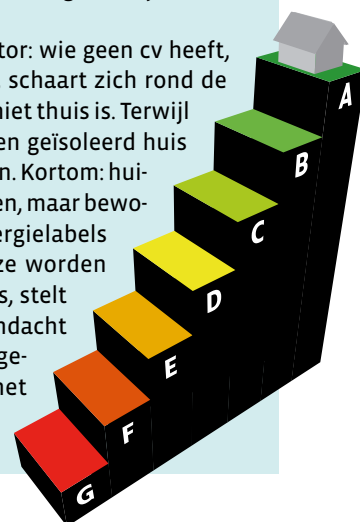 tor: wie geen cv heeft,
schaart zich rond de
niet thuis is. Terwijl
en geïsoleerd huis
n. Kortom: hui-
en, maar bewo-
ergielabels
ze worden
s, stelt
ndacht
ge-
net
A
B
C
D
E
F
G